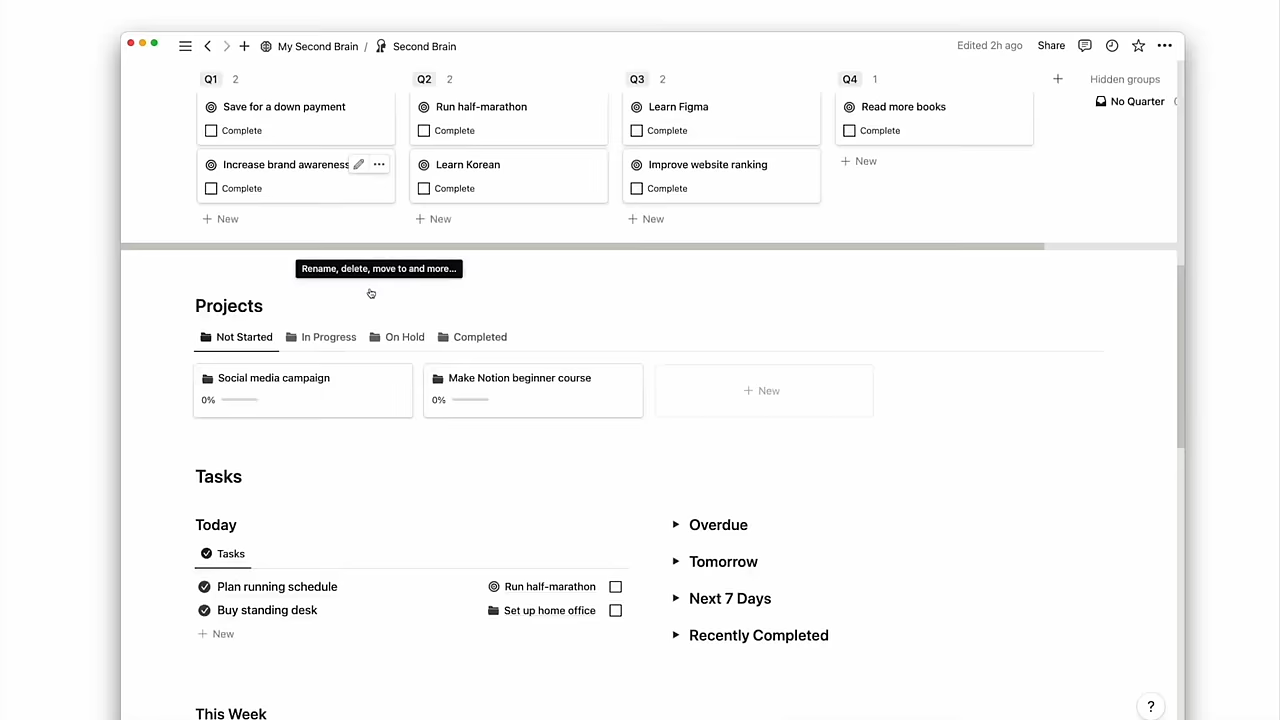 My Second Brain / Second Brain
Edited 2h ago Share
Q1 2
Save for a down payment
Complete
Increase brand awareness
Complete
New
Q2 2
Run half-marathon
Complete
Learn Korean
Complete
New
Q3 2
Learn Figma
Complete
Improve website ranking
Complete
New
Q4 1
Read more books
Complete
New
Hidden groups
No Quarter
Rename, delete, move to and more...
Projects
Not Started In Progress On Hold Completed
Social media campaign
0%
Make Notion beginner course
0%
New
Tasks
Today
Tasks
Plan running schedule Run half-marathon
Buy standing desk Set up home office
New
Overdue
Tomorrow
Next 7 Days
Recently Completed
This Week
?